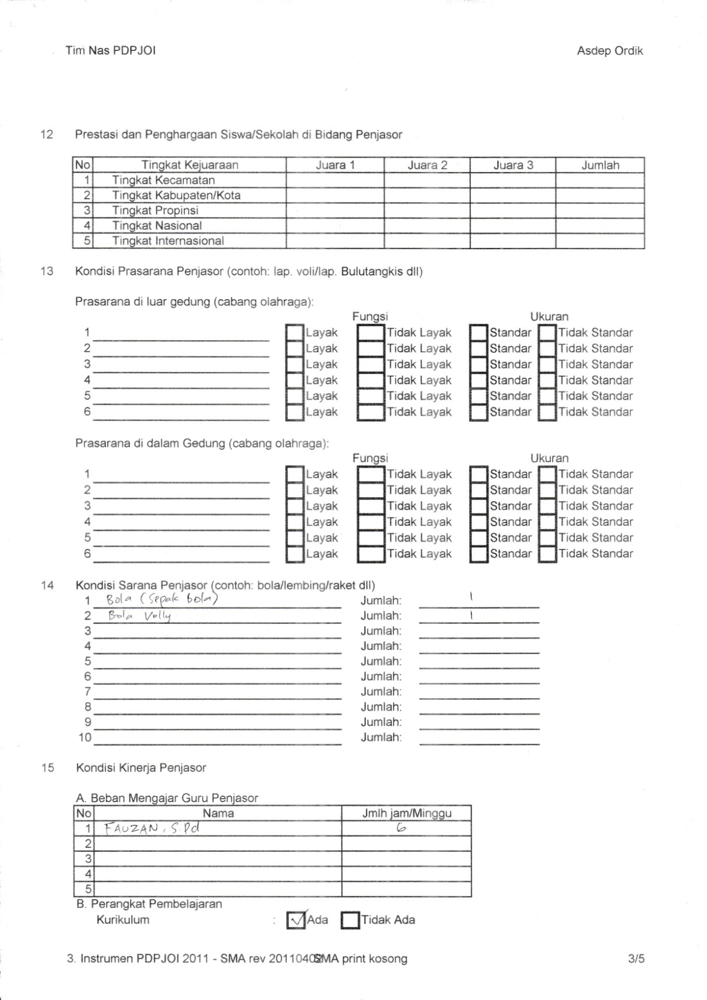 Tim Nas PDPJOI Asdep Ordik
12 Prestasi dan Penghargaan Siswa/Sekolah di Bidang Penjasor
No Tingkat Kejuaraan Juara 1 Juara 2 Juara 3 Jumlah
1 Tingkat Kecamatan
2 Tingkat Kabupaten/Kota
3 Tingkat Propinsi
4 Tingkat Nasional
5 Tingkat Internasional
13 Kondisi Prasarana Penjasor (contoh: lap. voli/lap. Bulutangkis dll)
Prasarana di luar gedung (cabang olahraga):
Fungsi Ukuran
1 Layak Tidak Layak Standar Tidak Standar
2 Layak Tidak Layak Standar Tidak Standar
3 Layak Tidak Layak Standar Tidak Standar
4 Layak Tidak Layak Standar Tidak Standar
5 Layak Tidak Layak Standar Tidak Standar
6 Layak Tidak Layak Standar Tidak Standar
Prasarana di dalam Gedung (cabang olahraga):
Fungsi Ukuran
1 Layak Tidak Layak Standar Tidak Standar
2 Layak Tidak Layak Standar Tidak Standar
3 Layak Tidak Layak Standar Tidak Standar
4 Layak Tidak Layak Standar Tidak Standar
5 Layak Tidak Layak Standar Tidak Standar
6 Layak Tidak Layak Standar Tidak Standar
14 Kondisi Sarana Penjasor (contoh: bola/lembing/raket dll)
1 Bola (Sepak bola) Jumlah: 1
2 Bola Volly Jumlah: 1
3 Jumlah:
4 Jumlah:
5 Jumlah:
6 Jumlah:
7 Jumlah:
8 Jumlah:
9 Jumlah:
10 Jumlah:
15 Kondisi Kinerja Penjasor
A. Beban Mengajar Guru Penjasor
No Nama Jmlh jam/Minggu
1 FAUZAN, S.Pd 6
2
3
4
5
B. Perangkat Pembelajaran
Kurikulum : Ada Tidak Ada
3. Instrumen PDPJOI 2011 - SMA rev 20110402SMA print kosong 3/5